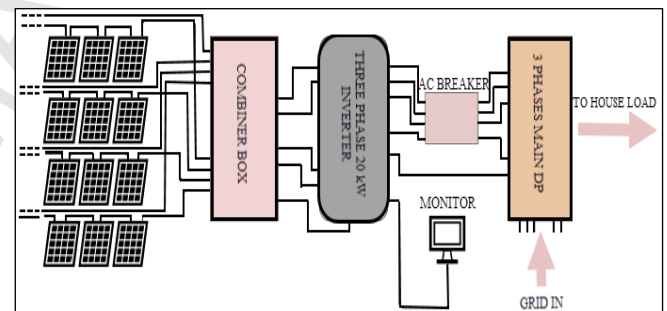 COMBINER BOX
THREE PHASE 20 kW
INVERTER
AC BREAKER
3 PHASES MAIN DP
TO HOUSE LOAD
MONITOR
GRID IN